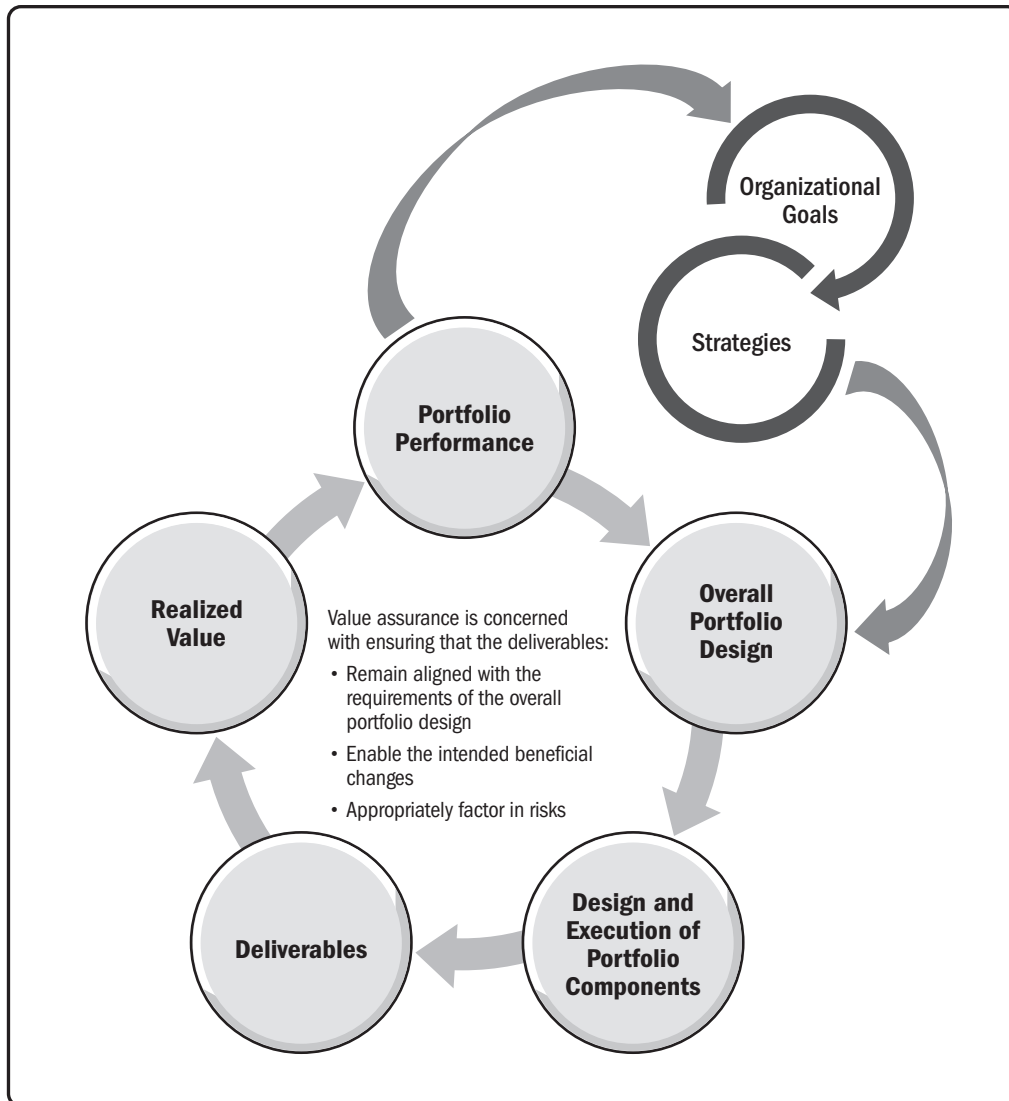 Organizational
Goals
Strategies
Portfolio
Performance
Overall
Portfolio
Design
Realized
Value
Value assurance is concerned
with ensuring that the deliverables:
• Remain aligned with the
requirements of the overall
portfolio design
• Enable the intended beneficial
changes
• Appropriately factor in risks
Design and
Execution of
Portfolio
Components
Deliverables